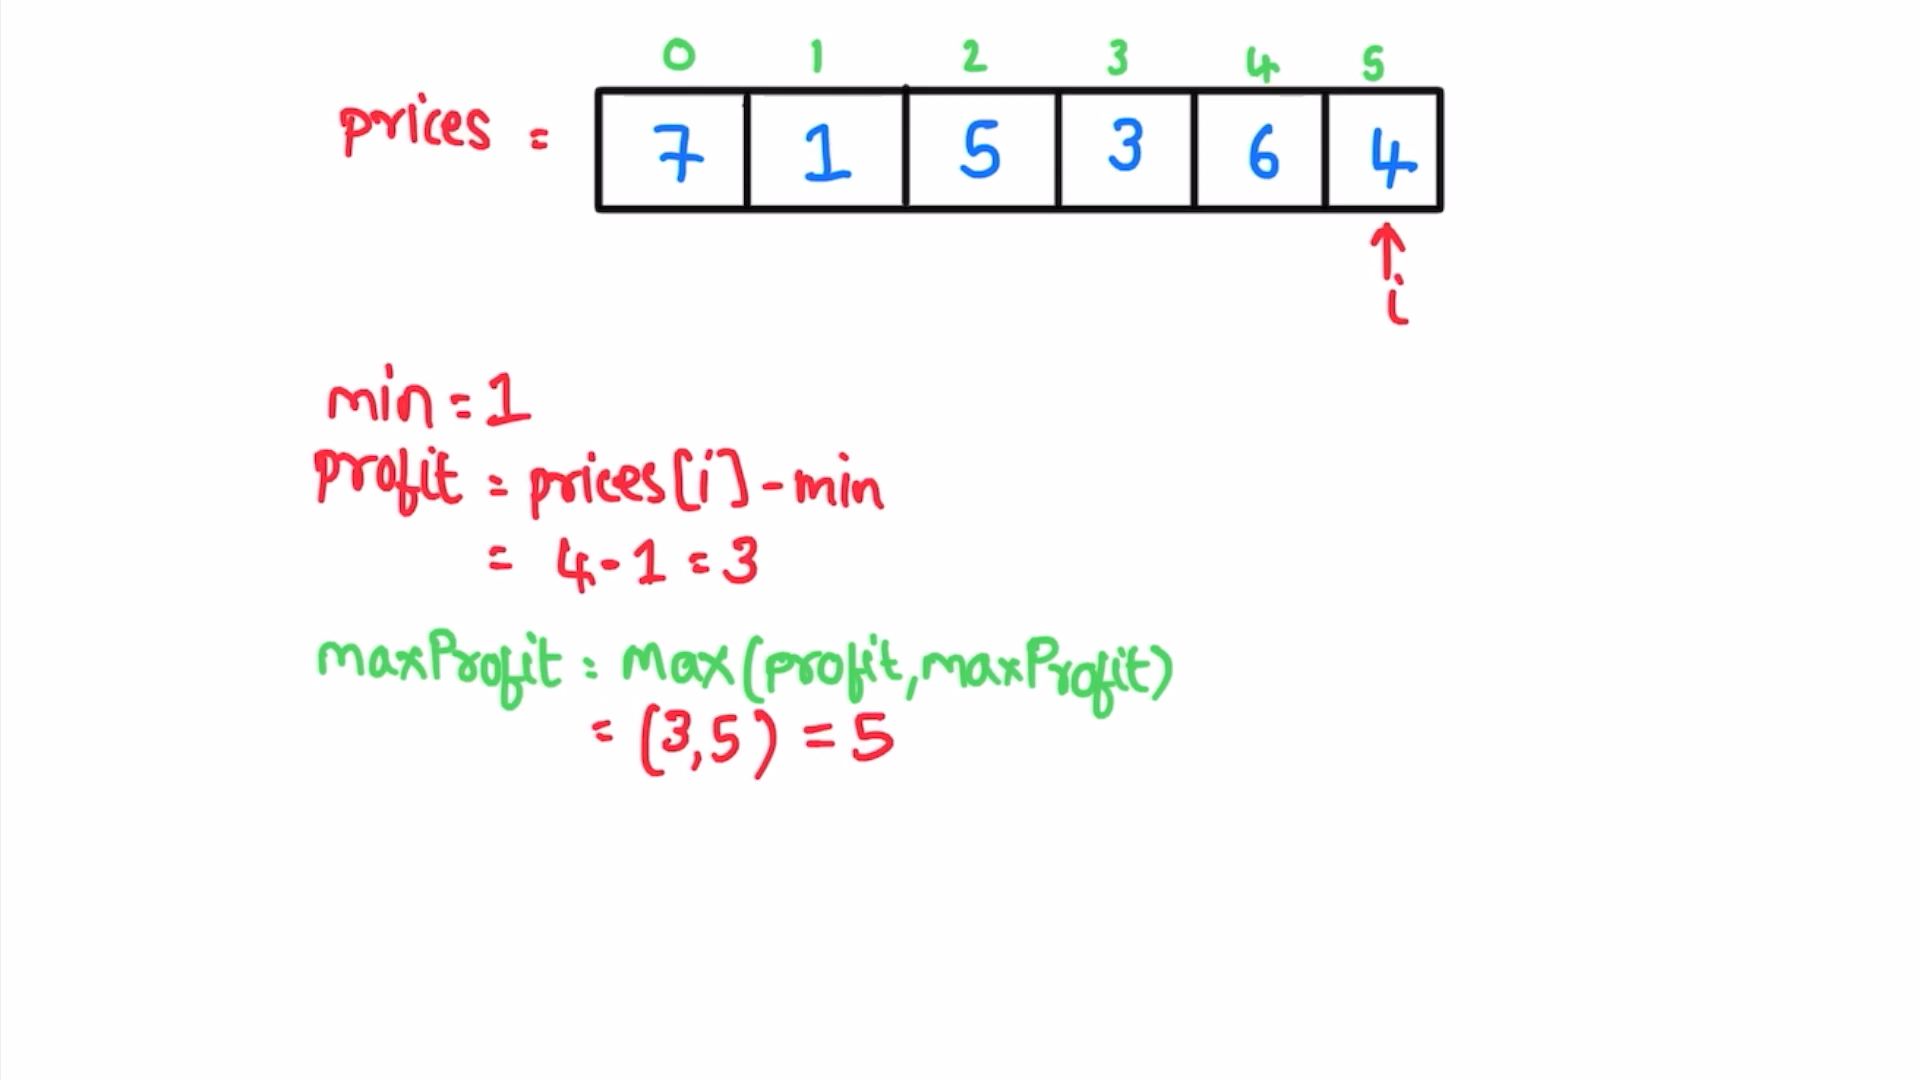 0 1 2 3 4 5
prices = 7 1 5 3 6 4
i
min = 1
profit = prices[i] - min
= 4 - 1 = 3
maxProfit = Max(profit, maxProfit)
= (3,5) = 5